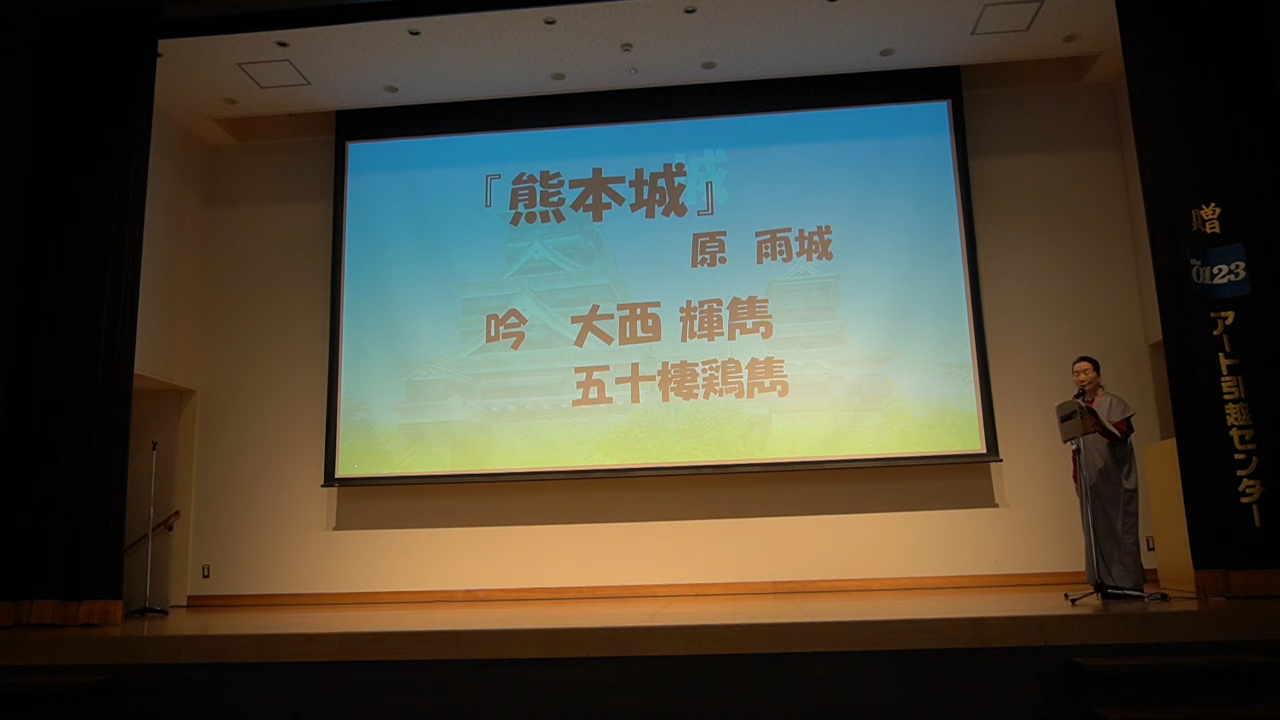 『熊本城』
原 雨城
吟 大西 輝雋
五十棲鶏雋
贈
the
0123
アート引越センター